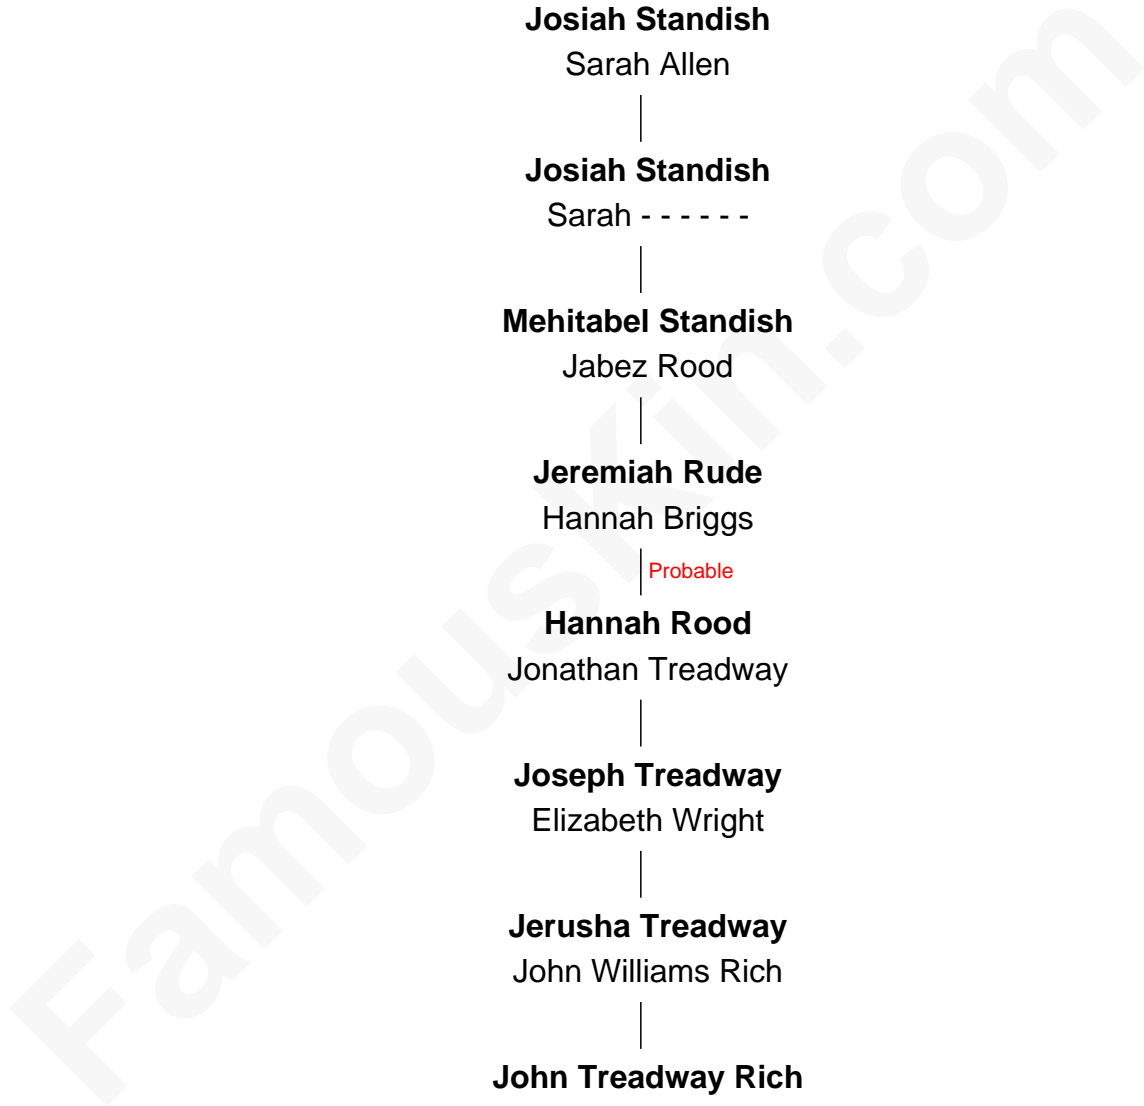 Josiah Standish
Sarah Allen
Josiah Standish
Sarah - - - - - -
Mehitabel Standish
Jabez Rood
Jeremiah Rude
Hannah Briggs
Probable
Hannah Rood
Jonathan Treadway
Joseph Treadway
Elizabeth Wright
Jerusha Treadway
John Williams Rich
John Treadway Rich
FamousKin.com